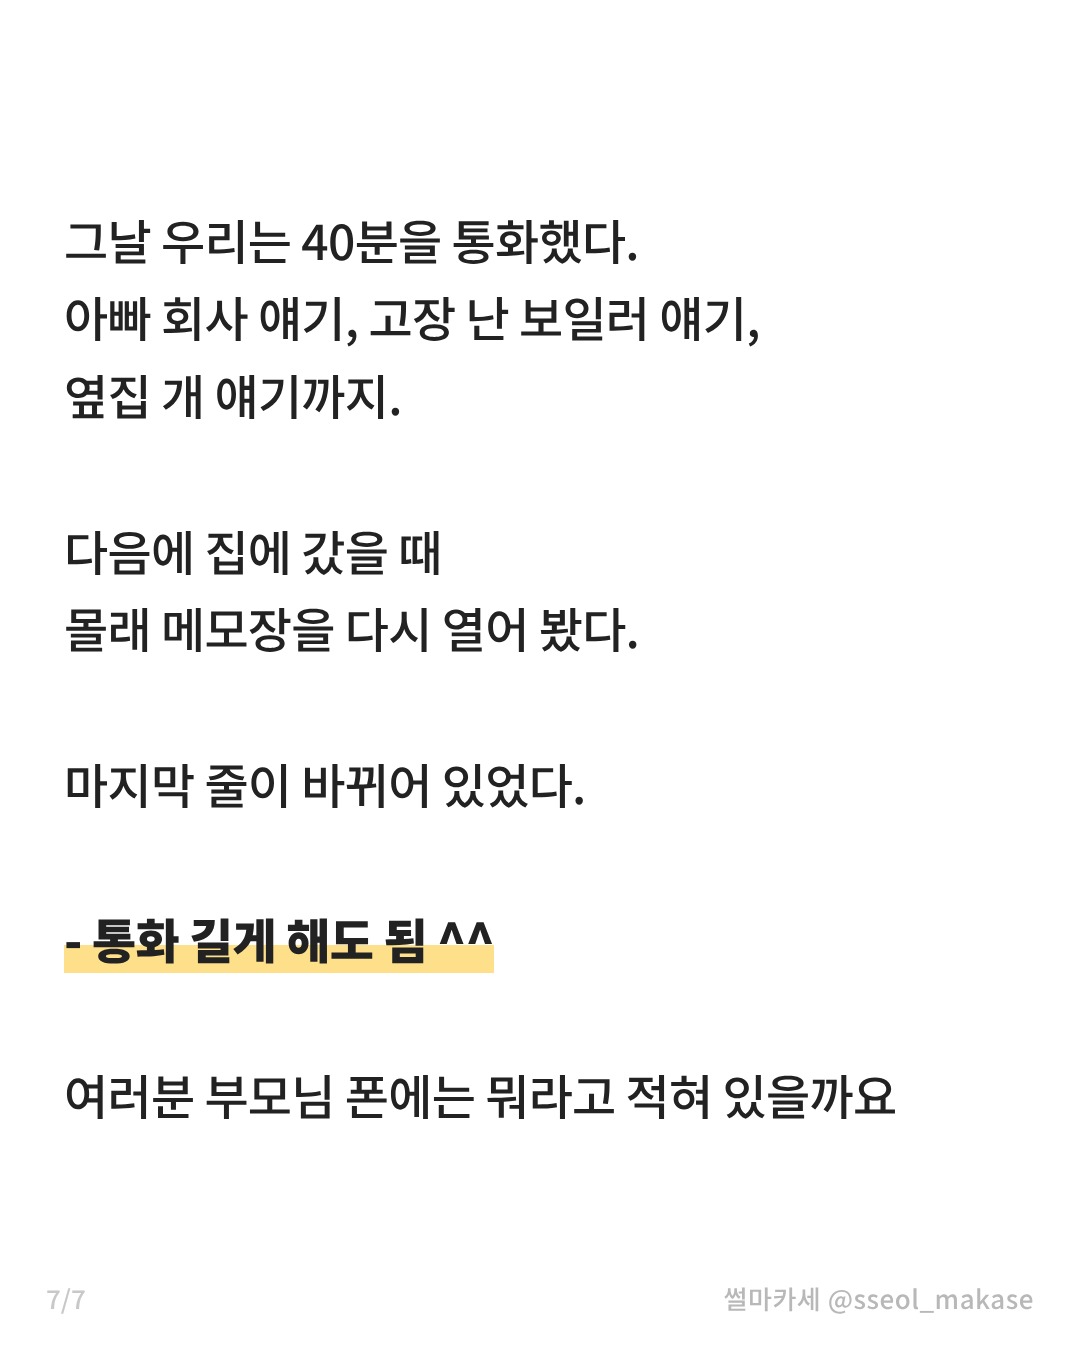 그날 우리는 40분을 통화했다.
아빠 회사 얘기, 고장 난 보일러 얘기,
옆집 개 얘기까지.
다음에 집에 갔을 때
몰래 메모장을 다시 열어 봤다.
마지막 줄이 바뀌어 있었다.
- 통화 길게 해도 됨 ^^
여러분 부모님 폰에는 뭐라고 적혀 있을까요
7/7
썰마카세 @sseol_makase